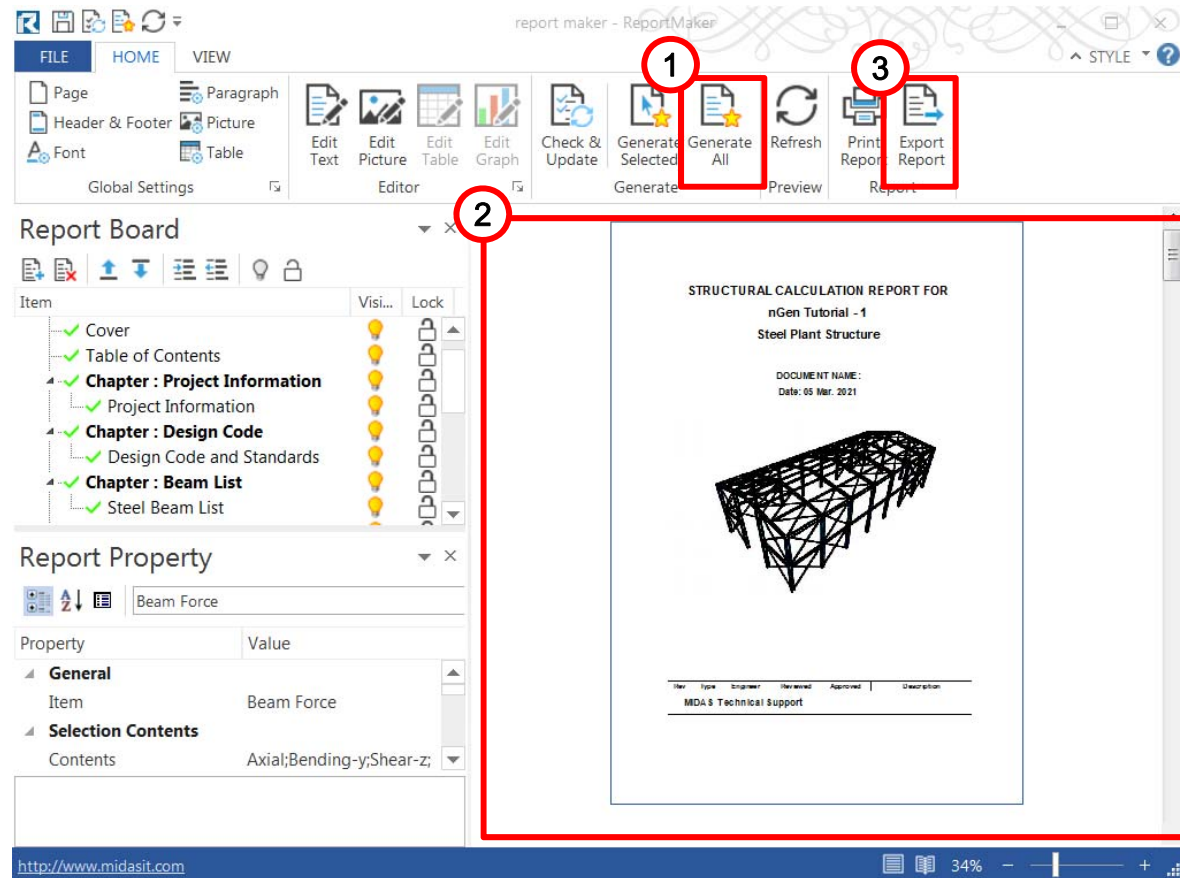 report maker - ReportMaker
FILE HOME VIEW
STYLE
1
3
Page
Paragraph
Header & Footer
Picture
Font
Table
Global Settings
Edit Text
Edit Picture
Edit Table
Edit Graph
Editor
Check & Update
Generate Selected
Generate All
Generate
Refresh
Preview
Print Report
Export Report
Report
2
Report Board
Item Visi... Lock
Cover
Table of Contents
Chapter : Project Information
Project Information
Chapter : Design Code
Design Code and Standards
Chapter : Beam List
Steel Beam List
Report Property
Beam Force
Property Value
General
Item Beam Force
Selection Contents
Contents Axial;Bending-y;Shear-z;
STRUCTURAL CALCULATION REPORT FOR
nGen Tutorial - 1
Steel Plant Structure
DOCUMENT NAME :
Date: 05 Mar. 2021
Rev Type Engineer Reviewed Approved Description
MIDAS Technical Support
http://www.midasit.com
34%